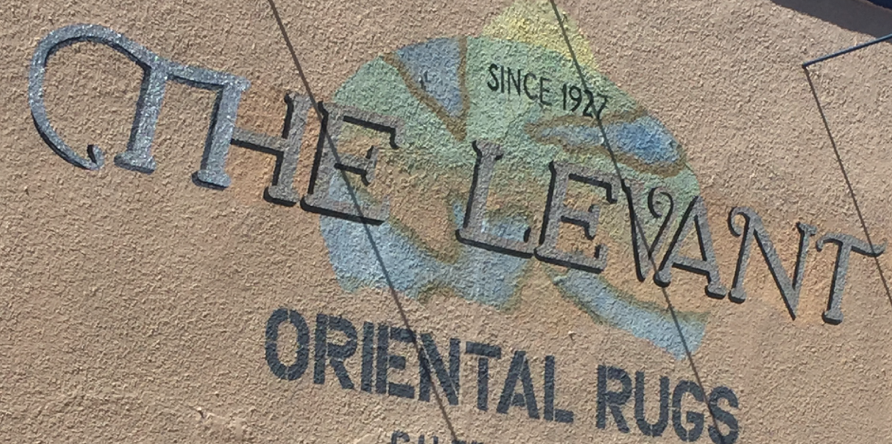 SINCE 1927
THE LEVANT
ORIENTAL RUGS